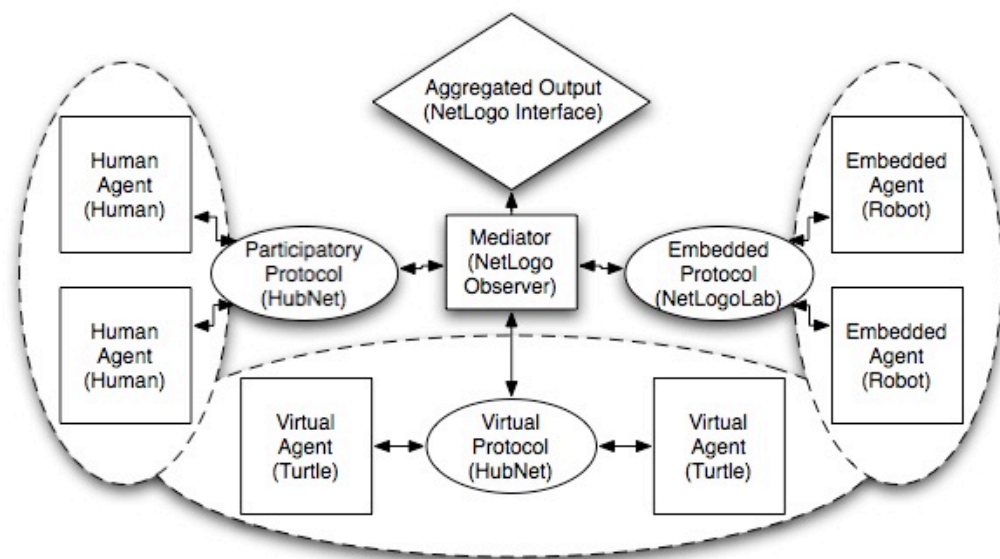 Aggregated Output
(NetLogo Interface)
Human
Agent
(Human)
Embedded
Agent
(Robot)
Participatory
Protocol
(HubNet)
Mediator
(NetLogo
Observer)
Embedded
Protocol
(NetLogoLab)
Human
Agent
(Human)
Embedded
Agent
(Robot)
Virtual
Agent
(Turtle)
Virtual
Protocol
(HubNet)
Virtual
Agent
(Turtle)